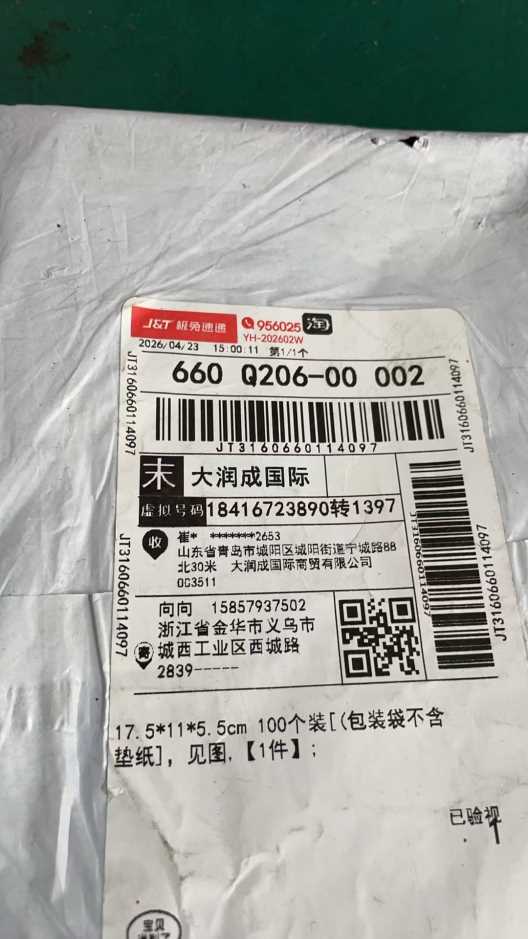 J&T 极兔速递 956025 淘
YH-202602W
2026/04/23 15:00:11 第1/1个
660 Q206-00 002
JT3160660114097
JT3160660114097
JT3160660114097
末 大润成国际
虚拟号码 18416723890转1397
收 崔* *******2653
山东省青岛市城阳区城阳街道宁城路88
北30米 大润成国际商贸有限公司
003511
JT3160660114097
JT3160660114097
JT3160660114097
向向 15857937502
浙江省金华市义乌市
寄 城西工业区西城路
2839-----
17.5*11*5.5cm 100个装[(包装袋不含
垫纸], 见图,【1件】;
已验视
宝贝